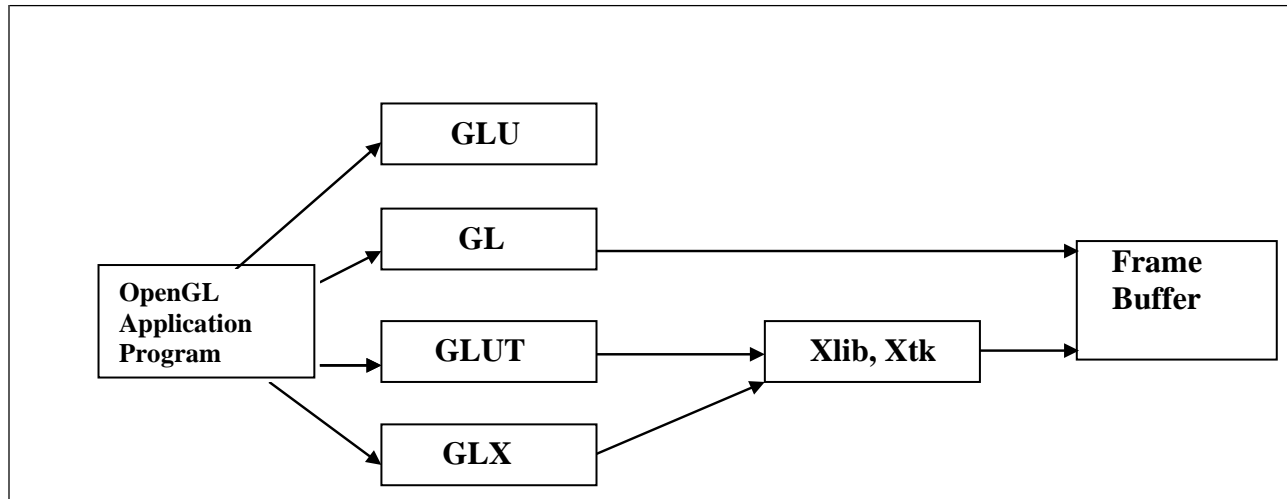 GLU
GL
OpenGL
Application
Program
Frame
Buffer
GLUT
Xlib, Xtk
GLX